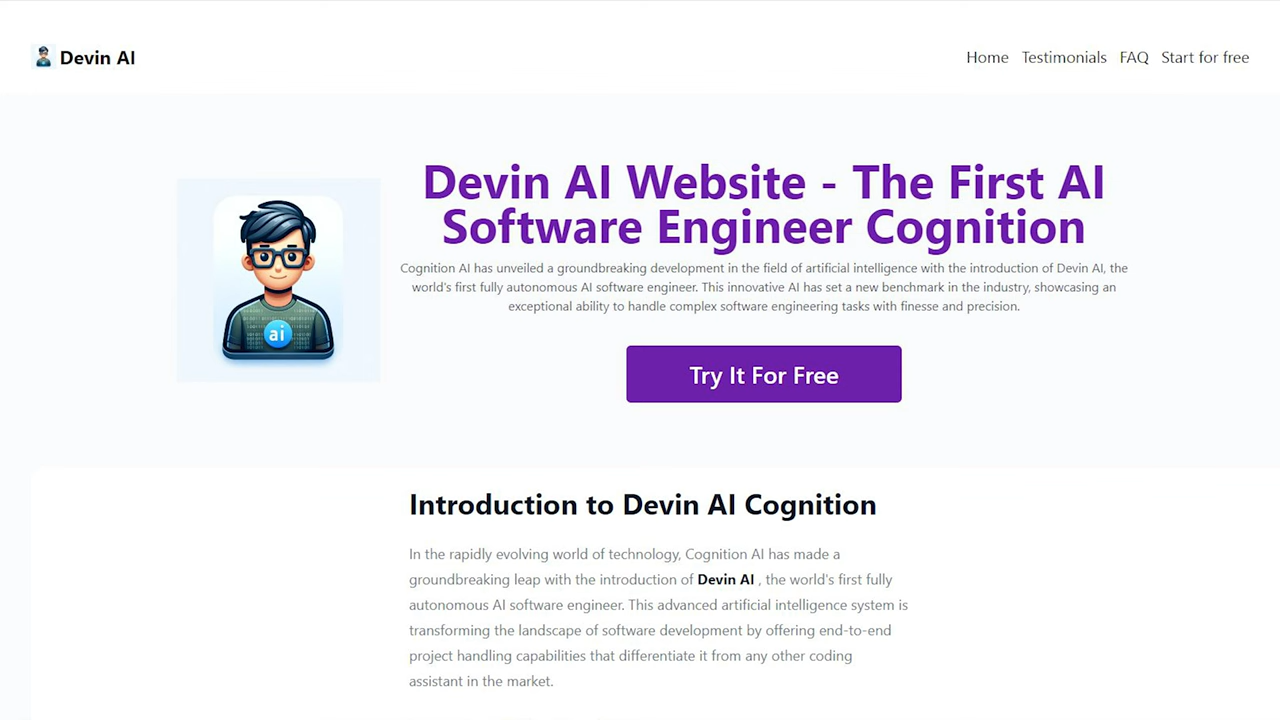 Devin AI
Home Testimonials FAQ Start for free
Devin AI Website - The First AI
Software Engineer Cognition
Cognition AI has unveiled a groundbreaking development in the field of artificial intelligence with the introduction of Devin AI, the
world's first fully autonomous AI software engineer. This innovative AI has set a new benchmark in the industry, showcasing an
exceptional ability to handle complex software engineering tasks with finesse and precision.
ai
Try It For Free
Introduction to Devin AI Cognition
In the rapidly evolving world of technology, Cognition AI has made a
groundbreaking leap with the introduction of Devin AI , the world's first fully
autonomous AI software engineer. This advanced artificial intelligence system is
transforming the landscape of software development by offering end-to-end
project handling capabilities that differentiate it from any other coding
assistant in the market.